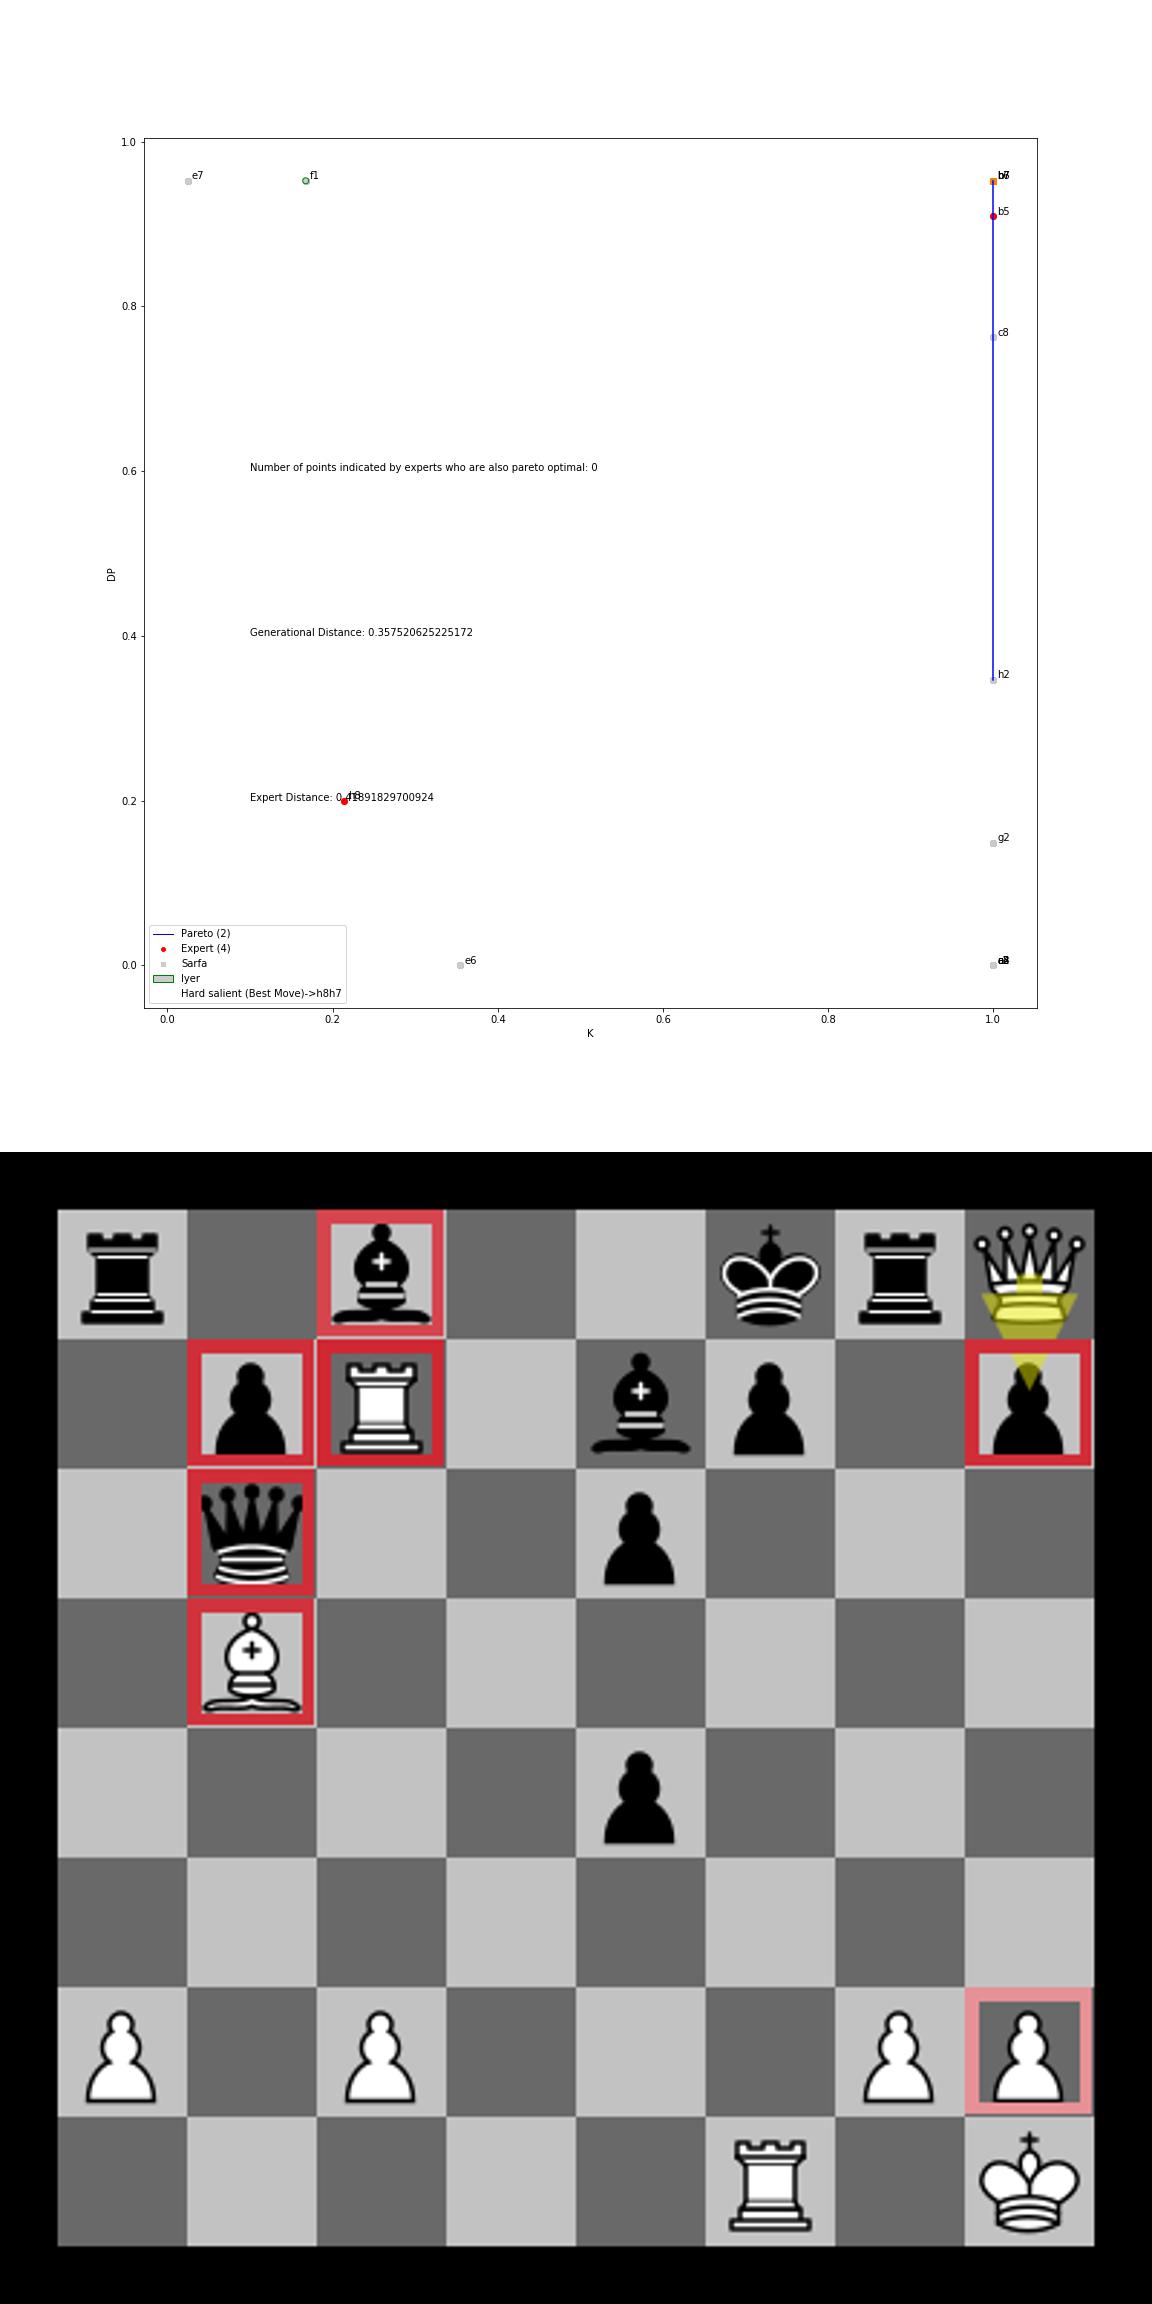 1.0
e7
f1
b5
0.8
c8
Number of points indicated by experts who are also pareto optimal: 0
0.6
DP
Generational Distance: 0.357520625225172
0.4
h2
Expert Distance:
0.2
g2
Pareto (2)
Expert (4)
Sarfa
Iyer
Hard salient (Best Move)->h8h7
e6
0.0
0.0
0.2
0.4
0.6
0.8
1.0
K